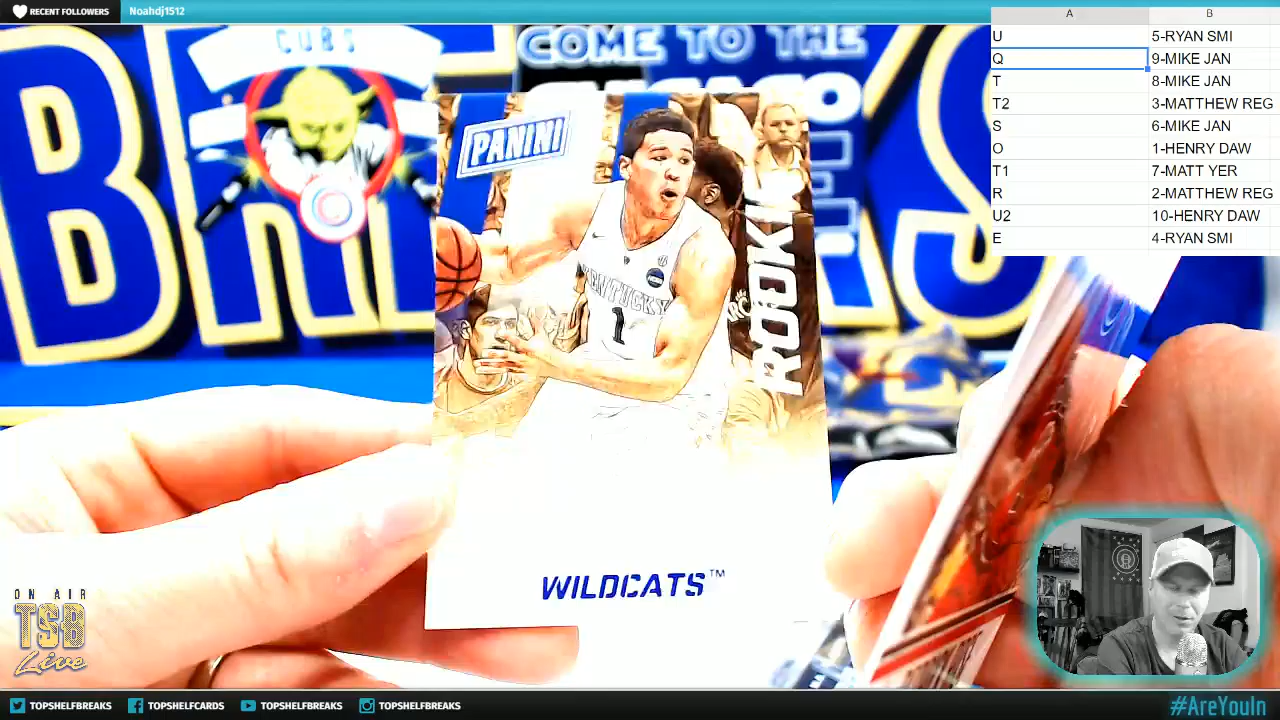 RECENT FOLLOWERS
Noahdj1512
CUBS
COME TO THE
A B
U 5-RYAN SMI
Q 9-MIKE JAN
T 8-MIKE JAN
T2 3-MATTHEW REG
S 6-MIKE JAN
O 1-HENRY DAW
T1 7-MATT YER
R 2-MATTHEW REG
U2 10-HENRY DAW
E 4-RYAN SMI
PANINI
KENTUCKY
1
WILDCATS™
ON AIR
TSB
Live
TOPSHELFBREAKS
TOPSHELFCARDS
TOPSHELFBREAKS
TOPSHELFBREAKS
#AreYouIn